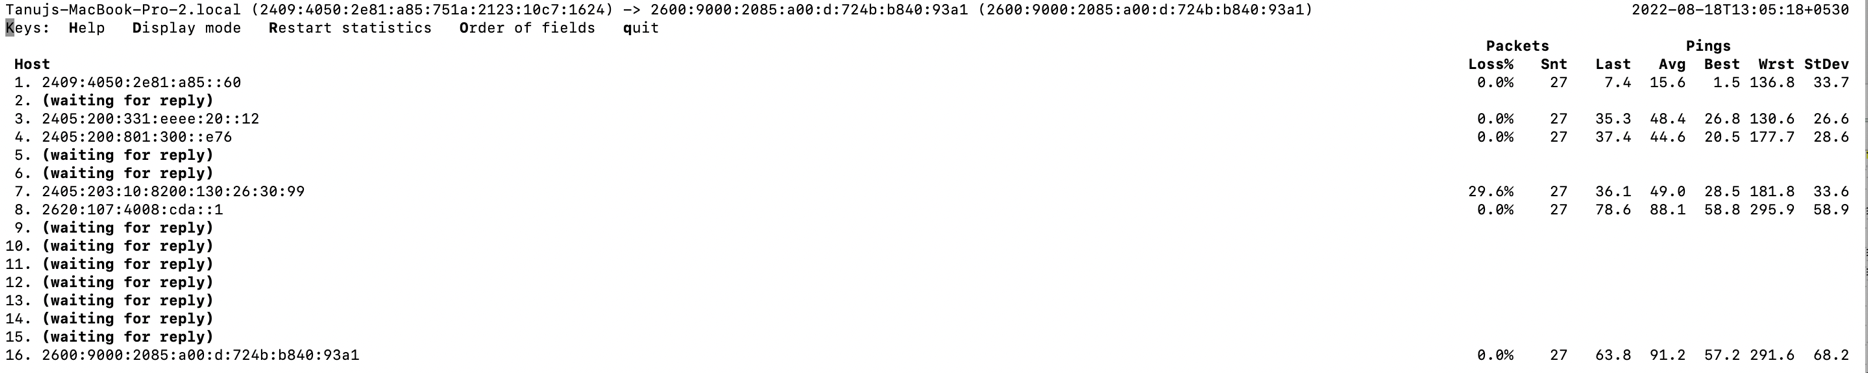 Tanujs-MacBook-Pro-2.local (2409:4050:2e81:a85:751a:2123:10c7:1624) -> 2600:9000:2085:a00:d:724b:b840:93a1 (2600:9000:2085:a00:d:724b:b840:93a1) 2022-08-18T13:05:18+0530
Keys: Help Display mode Restart statistics Order of fields quit
Packets Pings
Host Loss% Snt Last Avg Best Wrst StDev
1. 2409:4050:2e81:a85::60 0.0% 27 7.4 15.6 1.5 136.8 33.7
2. (waiting for reply)
3. 2405:200:331:eeee:20::12 0.0% 27 35.3 48.4 26.8 130.6 26.6
4. 2405:200:801:300::e76 0.0% 27 37.4 44.6 20.5 177.7 28.6
5. (waiting for reply)
6. (waiting for reply)
7. 2405:203:10:8200:130:26:30:99 29.6% 27 36.1 49.0 28.5 181.8 33.6
8. 2620:107:4008:cda::1 0.0% 27 78.6 88.1 58.8 295.9 58.9
9. (waiting for reply)
10. (waiting for reply)
11. (waiting for reply)
12. (waiting for reply)
13. (waiting for reply)
14. (waiting for reply)
15. (waiting for reply)
16. 2600:9000:2085:a00:d:724b:b840:93a1 0.0% 27 63.8 91.2 57.2 291.6 68.2